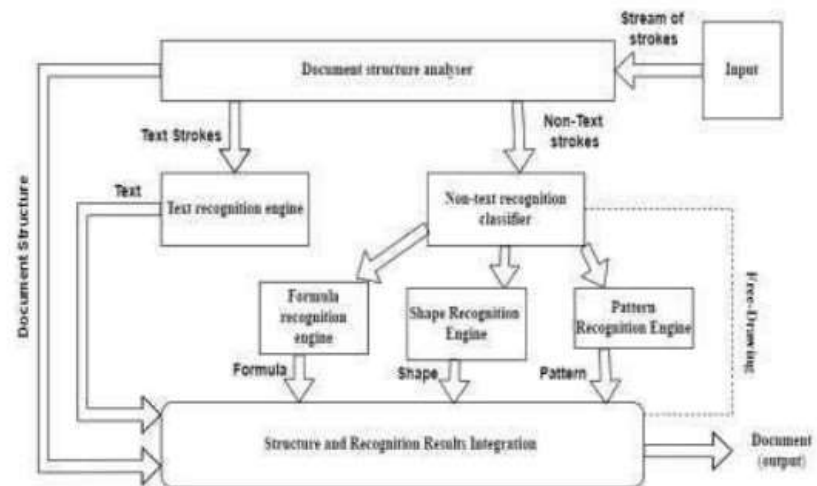 Stream of
strokes
Document structure analyser
Input
Text Strokes
Non-Text
strokes
Document Structure
Text
Text recognition engine
Non-text recognition
classifier
Free-Drawing
Formula
recognition
engine
Shape Recognition
Engine
Pattern
Recognition Engine
Formula
Shape
Pattern
Structure and Recognition Results Integration
Document
(output)